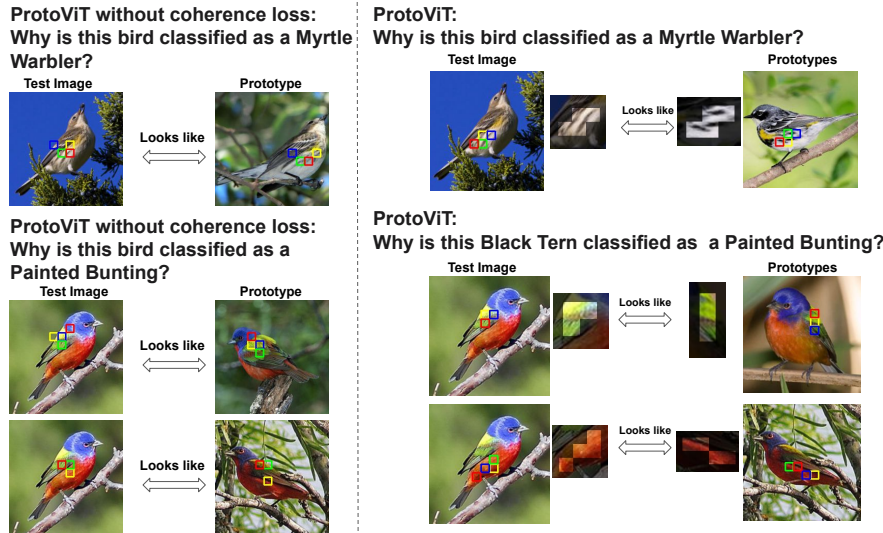 ProtoViT without coherence loss:
Why is this bird classified as a Myrtle
Warbler?
Test Image
Prototype
Looks like
ProtoViT without coherence loss:
Why is this bird classified as a
Painted Bunting?
Test Image
Prototype
Looks like
Looks like
ProtoViT:
Why is this bird classified as a Myrtle Warbler?
Test Image
Prototypes
Looks like
ProtoViT:
Why is this Black Tern classified as  a Painted Bunting?
Test Image
Prototypes
Looks like
Looks like